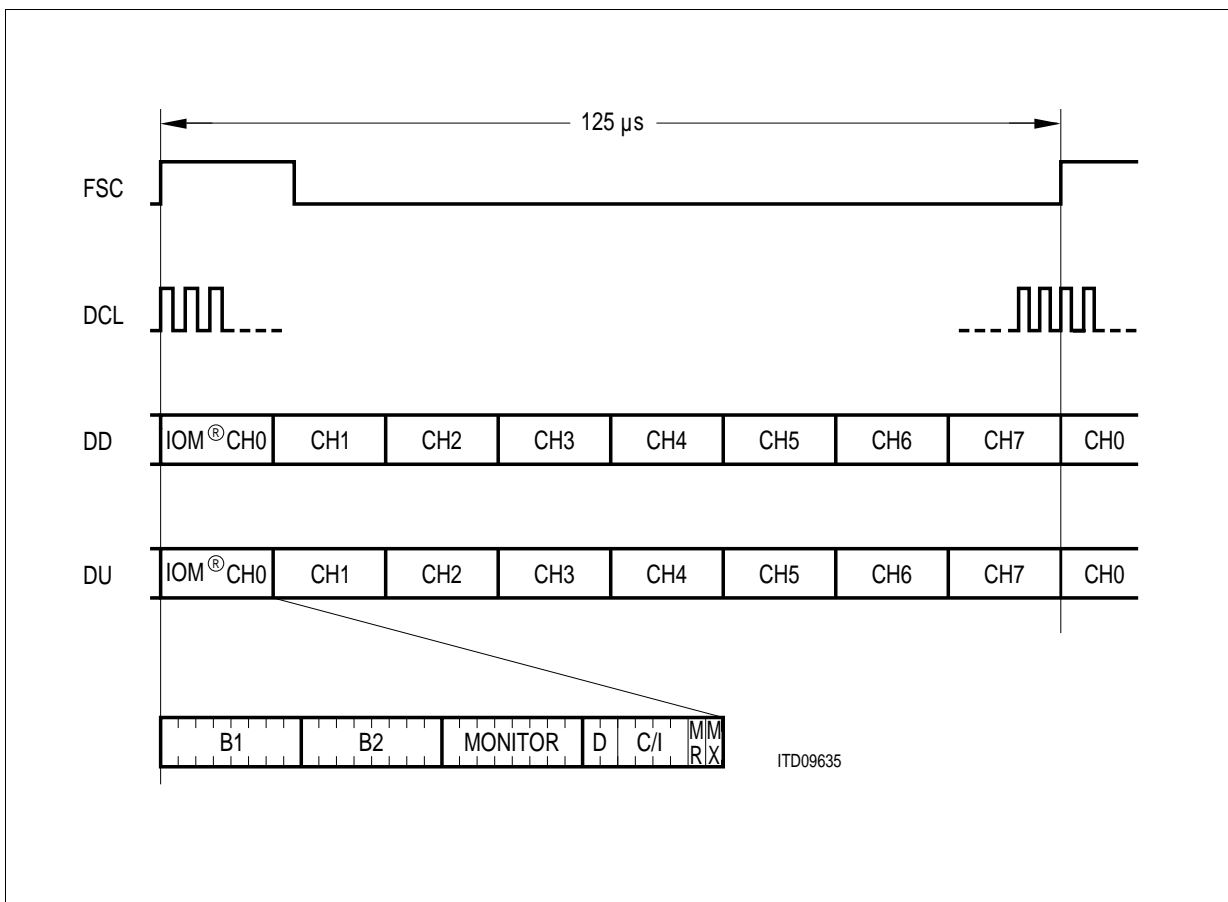 125 µs
FSC
DCL
DD IOM®CH0 CH1 CH2 CH3 CH4 CH5 CH6 CH7 CH0
DU IOM®CH0 CH1 CH2 CH3 CH4 CH5 CH6 CH7 CH0
B1 B2 MONITOR D C/I MR MX
ITD09635